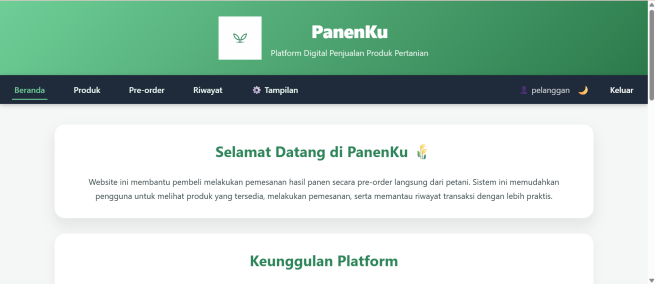 PanenKu
Platform Digital Penjualan Produk Pertanian
Beranda Produk Pre-order Riwayat Tampilan pelanggan Keluar
Selamat Datang di PanenKu
Website ini membantu pembeli melakukan pemesanan hasil panen secara pre-order langsung dari petani. Sistem ini memudahkan
pengguna untuk melihat produk yang tersedia, melakukan pemesanan, serta memantau riwayat transaksi dengan lebih praktis.
Keunggulan Platform